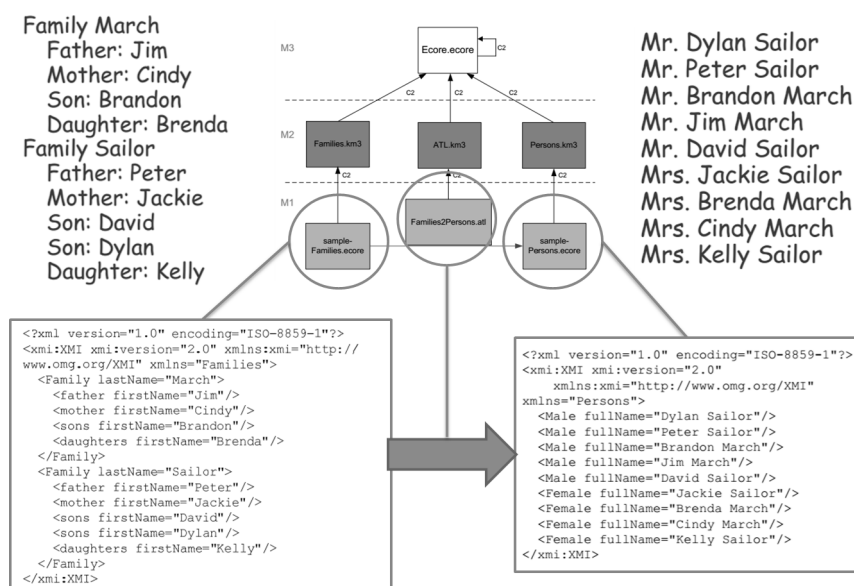 Family March
Father: Jim
Mother: Cindy
Son: Brandon
Daughter: Brenda
Family Sailor
Father: Peter
Mother: Jackie
Son: David
Son: Dylan
Daughter: Kelly
M3
Ecore.ecore
C2
C2
C2
C2
M2
Families.km3
ATL.km3
Persons.km3
C2
C2
C2
M1
Families2Persons.atl
sample-
Families.ecore
sample-
Persons.ecore
Mr. Dylan Sailor
Mr. Peter Sailor
Mr. Brandon March
Mr. Jim March
Mr. David Sailor
Mrs. Jackie Sailor
Mrs. Brenda March
Mrs. Cindy March
Mrs. Kelly Sailor
<?xml version="1.0" encoding="ISO-8859-1"?>
<xmi:XMI xmi:version="2.0" xmlns:xmi="http://
www.omg.org/XMI" xmlns="Families">
<Family lastName="March">
<father firstName="Jim"/>
<mother firstName="Cindy"/>
<sons firstName="Brandon"/>
<daughters firstName="Brenda"/>
</Family>
<Family lastName="Sailor">
<father firstName="Peter"/>
<mother firstName="Jackie"/>
<sons firstName="David"/>
<sons firstName="Dylan"/>
<daughters firstName="Kelly"/>
</Family>
</xmi:XMI>
<?xml version="1.0" encoding="ISO-8859-1"?>
<xmi:XMI xmi:version="2.0"
xmlns:xmi="http://www.omg.org/XMI"
xmlns="Persons">
<Male fullName="Dylan Sailor"/>
<Male fullName="Peter Sailor"/>
<Male fullName="Brandon March"/>
<Male fullName="Jim March"/>
<Male fullName="David Sailor"/>
<Female fullName="Jackie Sailor"/>
<Female fullName="Brenda March"/>
<Female fullName="Cindy March"/>
<Female fullName="Kelly Sailor"/>
</xmi:XMI>